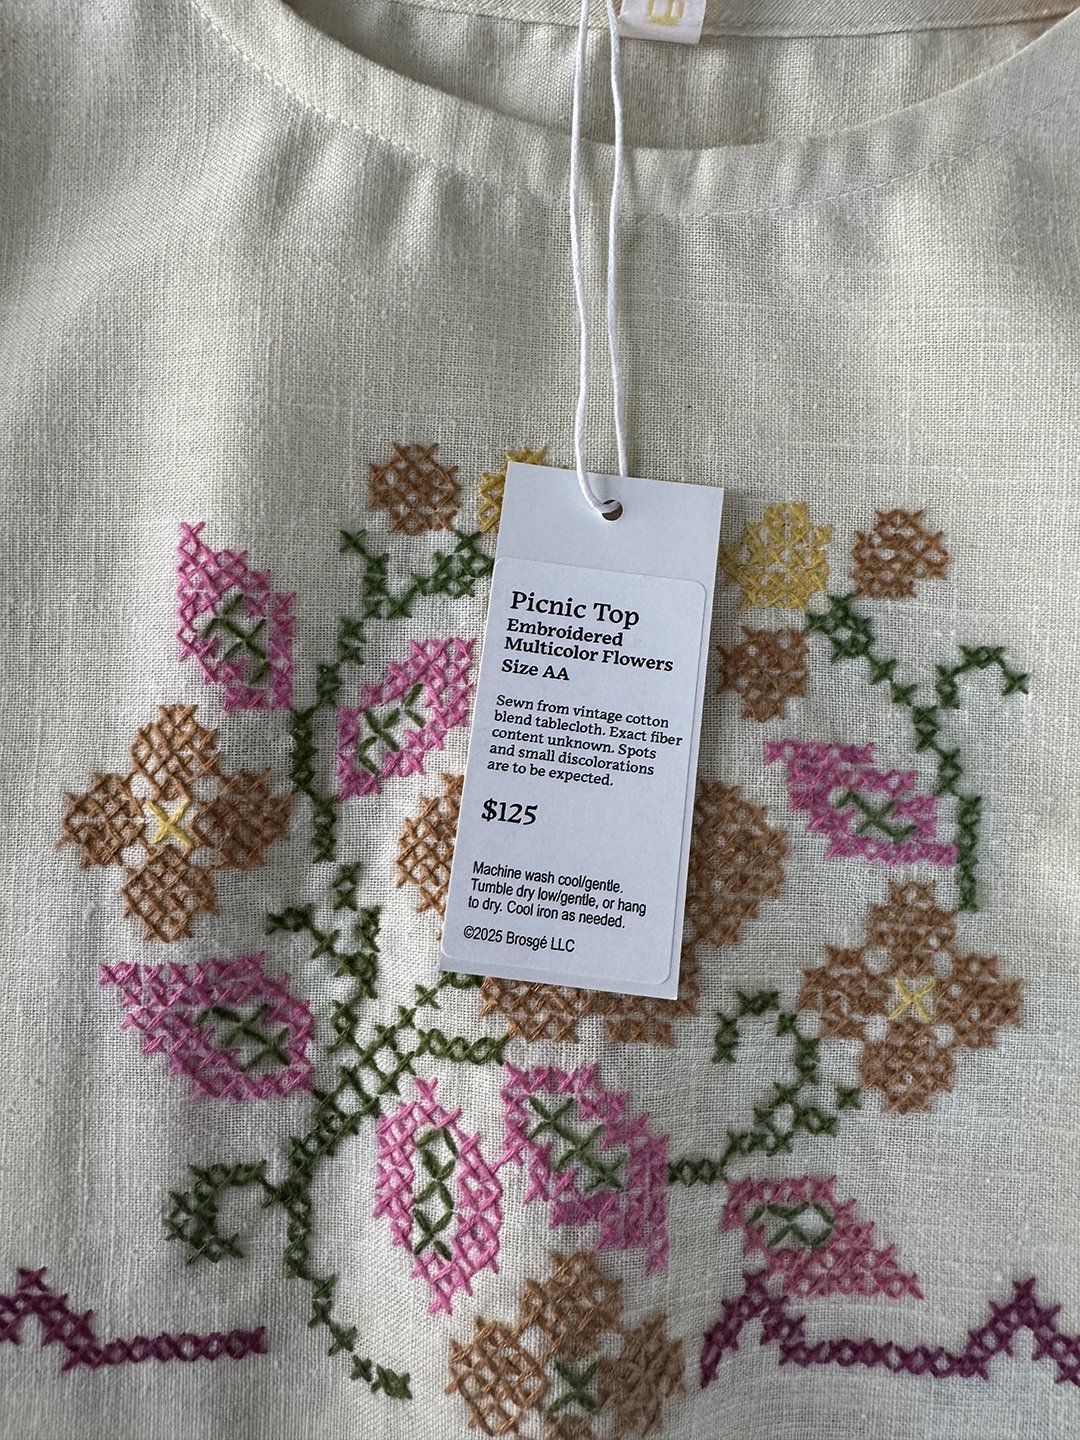 Picnic Top
Embroidered
Multicolor Flowers
Size AA
Sewn from vintage cotton
blend tablecloth. Exact fiber
content unknown. Spots
and small discolorations
are to be expected.
$125
Machine wash cool/gentle.
Tumble dry low/gentle, or hang
to dry. Cool iron as needed.
©2025 Brosgé LLC